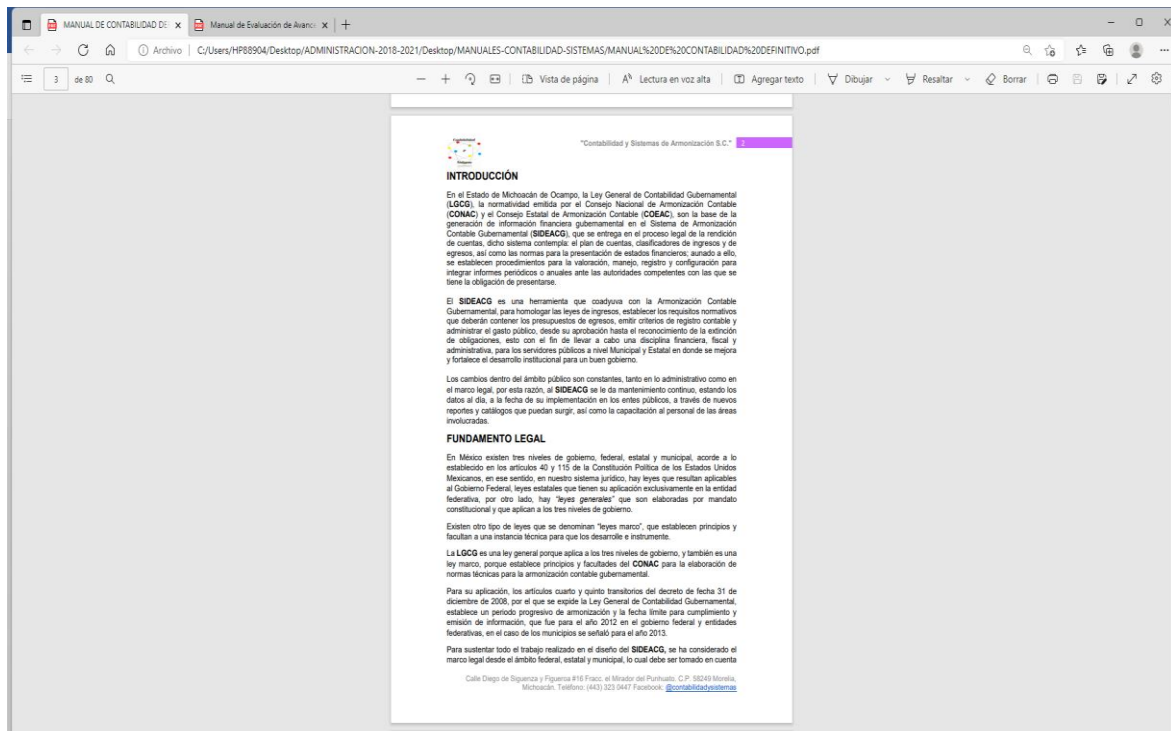 MANUAL DE CONTABILIDAD DE
Manual de Evaluación de Avance
Archivo
C:/Users/HP88904/Desktop/ADMINISTRACION-2018-2021/Desktop/MANUALES-CONTABILIDAD-SISTEMAS/MANUAL%20DE%20CONTABILIDAD%20DEFINITIVO.pdf
3 de 80
Vista de página
Lectura en voz alta
Agregar texto
Dibujar
Resaltar
Borrar
"Contabilidad y Sistemas de Armonización S.C." 2
INTRODUCCIÓN
En el Estado de Michoacán de Ocampo, la Ley General de Contabilidad Gubernamental
(LGCG), la normatividad emitida por el Consejo Nacional de Armonización Contable
(CONAC) y el Consejo Estatal de Armonización Contable (COEAC), son la base de la
generación de información financiera gubernamental en el Sistema de Armonización
Contable Gubernamental (SIDEACG), que se entrega en el proceso legal de la rendición
de cuentas, dicho sistema contempla: el plan de cuentas, clasificadores de ingresos y de
egresos, así como las normas para la presentación de estados financieros; aunado a ello,
se establecen procedimientos para la valoración, manejo, registro y configuración para
integrar informes periódicos o anuales ante las autoridades competentes con las que se
tiene la obligación de presentarse.
El SIDEACG es una herramienta que coadyuva con la Armonización Contable
Gubernamental, para homologar las leyes de ingresos, establecer los requisitos normativos
que deberán contener los presupuestos de egresos, emitir criterios de registro contable y
administrar el gasto público, desde su aprobación hasta el reconocimiento de la extinción
de obligaciones, esto con el fin de llevar a cabo una disciplina financiera, fiscal y
administrativa, para los servidores públicos a nivel Municipal y Estatal en donde se mejora
y fortalece el desarrollo institucional para un buen gobierno.
Los cambios dentro del ámbito público son constantes, tanto en lo administrativo como en
el marco legal, por esta razón, al SIDEACG se le da mantenimiento continuo, estando los
datos al día, a la fecha de su implementación en los entes públicos, a través de nuevos
reportes y catálogos que puedan surgir, así como la capacitación al personal de las áreas
involucradas.
FUNDAMENTO LEGAL
En México existen tres niveles de gobierno, federal, estatal y municipal, acorde a lo
establecido en los artículos 40 y 115 de la Constitución Política de los Estados Unidos
Mexicanos, en ese sentido, en nuestro sistema jurídico, hay leyes que resultan aplicables
al Gobierno Federal, leyes estatales que tienen su aplicación exclusivamente en la entidad
federativa, por otro lado, hay "leyes generales" que son elaboradas por mandato
constitucional y que aplican a los tres niveles de gobierno.
Existen otro tipo de leyes que se denominan "leyes marco", que establecen principios y
facultan a una instancia técnica para que los desarrolle e instrumente.
La LGCG es una ley general porque aplica a los tres niveles de gobierno, y también es una
ley marco, porque establece principios y facultades del CONAC para la elaboración de
normas técnicas para la armonización contable gubernamental.
Para su aplicación, los artículos cuarto y quinto transitorios del decreto de fecha 31 de
diciembre de 2008, por el que se expide la Ley General de Contabilidad Gubernamental,
establece un periodo progresivo de armonización y la fecha límite para cumplimiento y
emisión de información, que fue para el año 2012 en el gobierno federal y entidades
federativas, en el caso de los municipios se señaló para el año 2013.
Para sustentar todo el trabajo realizado en el diseño del SIDEACG, se ha considerado el
marco legal desde el ámbito federal, estatal y municipal, lo cual debe ser tomado en cuenta
Calle Diego de Siguenza y Figueroa #16 Fracc. el Mirador del Punhuato. C.P. 58249 Morelia,
Michoacán. Teléfono: (443) 323 0447 Facebook: @contabilidadysistemas